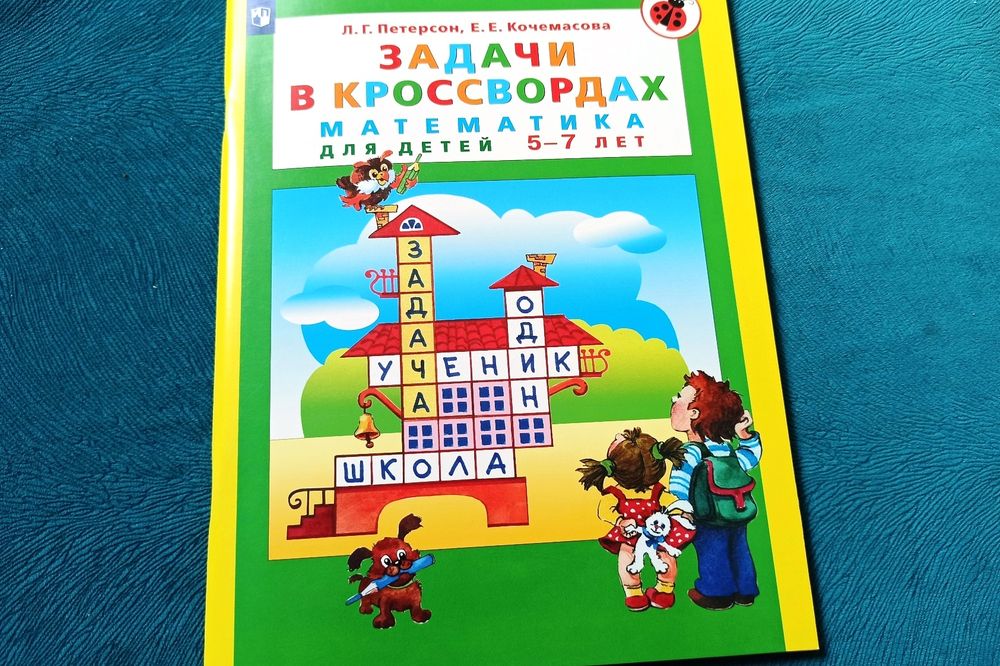 Л. Г. Петерсон, Е. Е. Кочемасова
ЗАДАЧИ
В КРОССВОРДАХ
МАТЕМАТИКА
ДЛЯ ДЕТЕЙ 5–7 ЛЕТ
ЗАДАЧА
ОДИН
УЧЕНИК
ШКОЛА